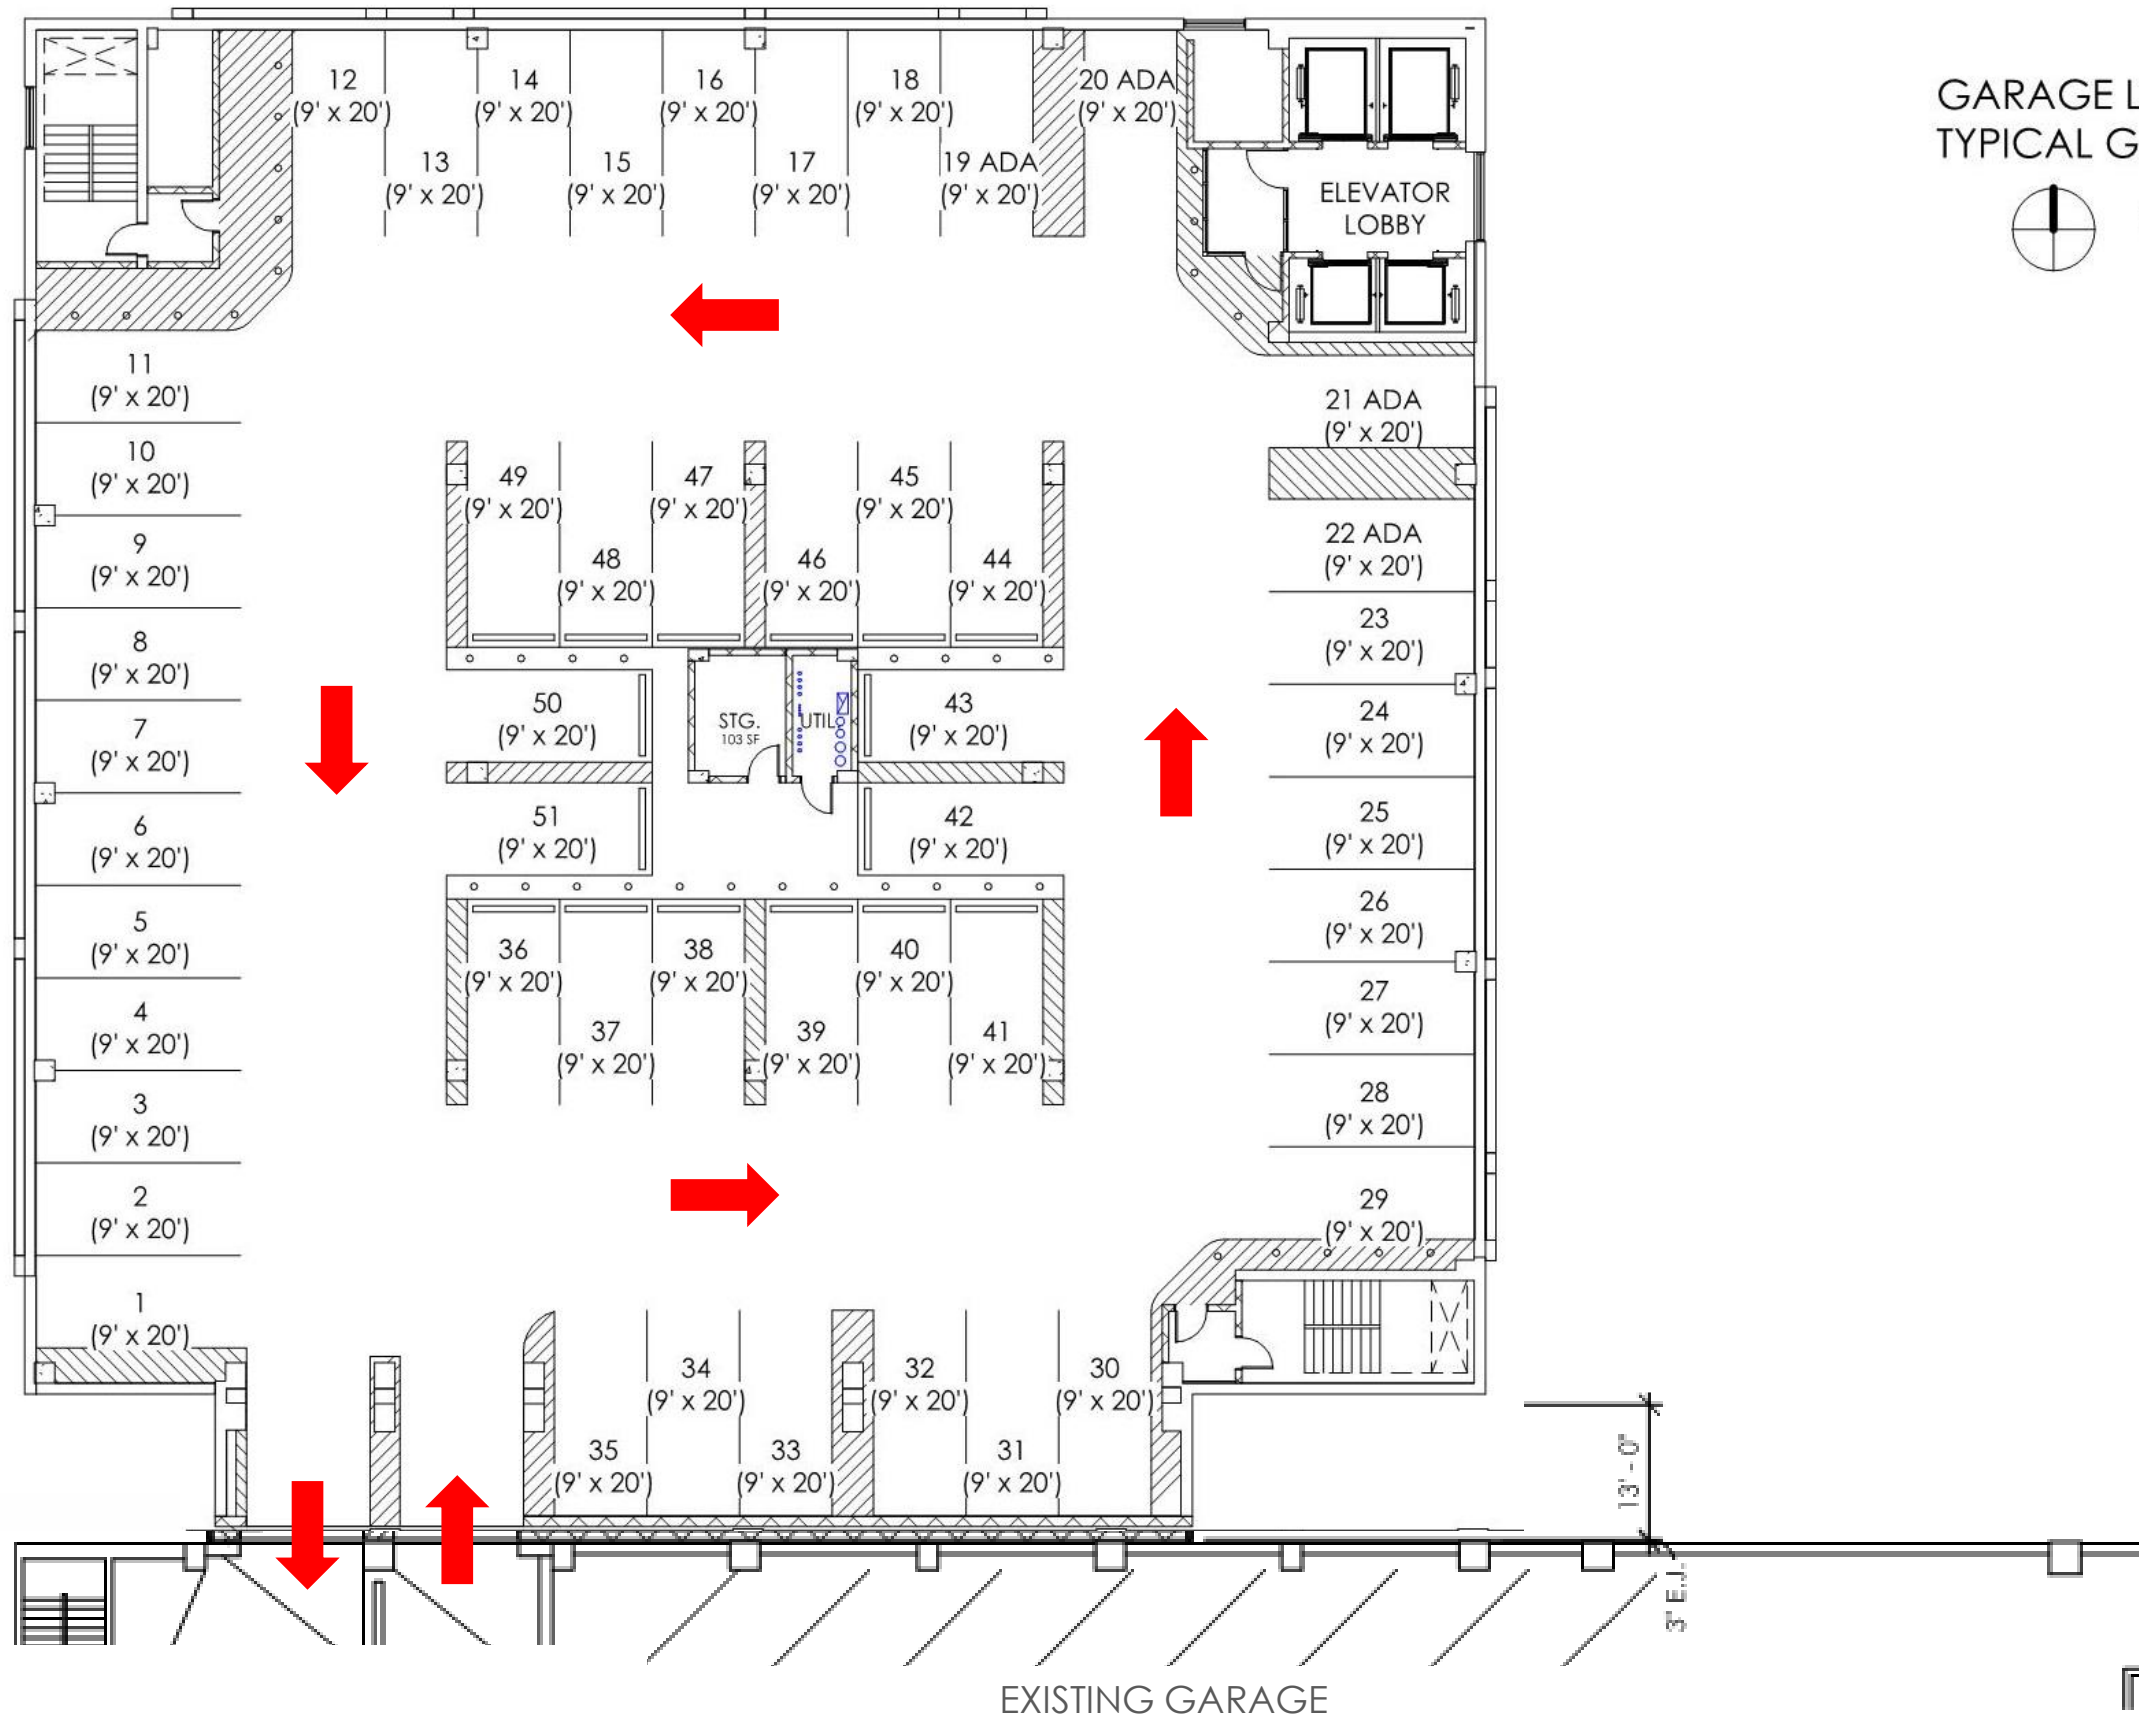 GARAGE L
TYPICAL G
12
(9' x 20')
14
(9' x 20')
16
(9' x 20')
18
(9' x 20')
20 ADA
(9' x 20')
13
(9' x 20')
15
(9' x 20')
17
(9' x 20')
19 ADA
(9' x 20')
ELEVATOR
LOBBY
11
(9' x 20')
10
(9' x 20')
9
(9' x 20')
8
(9' x 20')
7
(9' x 20')
6
(9' x 20')
5
(9' x 20')
4
(9' x 20')
3
(9' x 20')
2
(9' x 20')
1
(9' x 20')
49
(9' x 20')
47
(9' x 20')
45
(9' x 20')
48
(9' x 20')
46
(9' x 20')
44
(9' x 20')
50
(9' x 20')
STG.
103 SF
UTIL.
43
(9' x 20')
51
(9' x 20')
42
(9' x 20')
36
(9' x 20')
38
(9' x 20')
40
(9' x 20')
37
(9' x 20')
39
(9' x 20')
41
(9' x 20')
21 ADA
(9' x 20')
22 ADA
(9' x 20')
23
(9' x 20')
24
(9' x 20')
25
(9' x 20')
26
(9' x 20')
27
(9' x 20')
28
(9' x 20')
29
(9' x 20')
34
(9' x 20')
32
(9' x 20')
30
(9' x 20')
35
(9' x 20')
33
(9' x 20')
31
(9' x 20')
13' - 0"
3" E.J.
EXISTING GARAGE